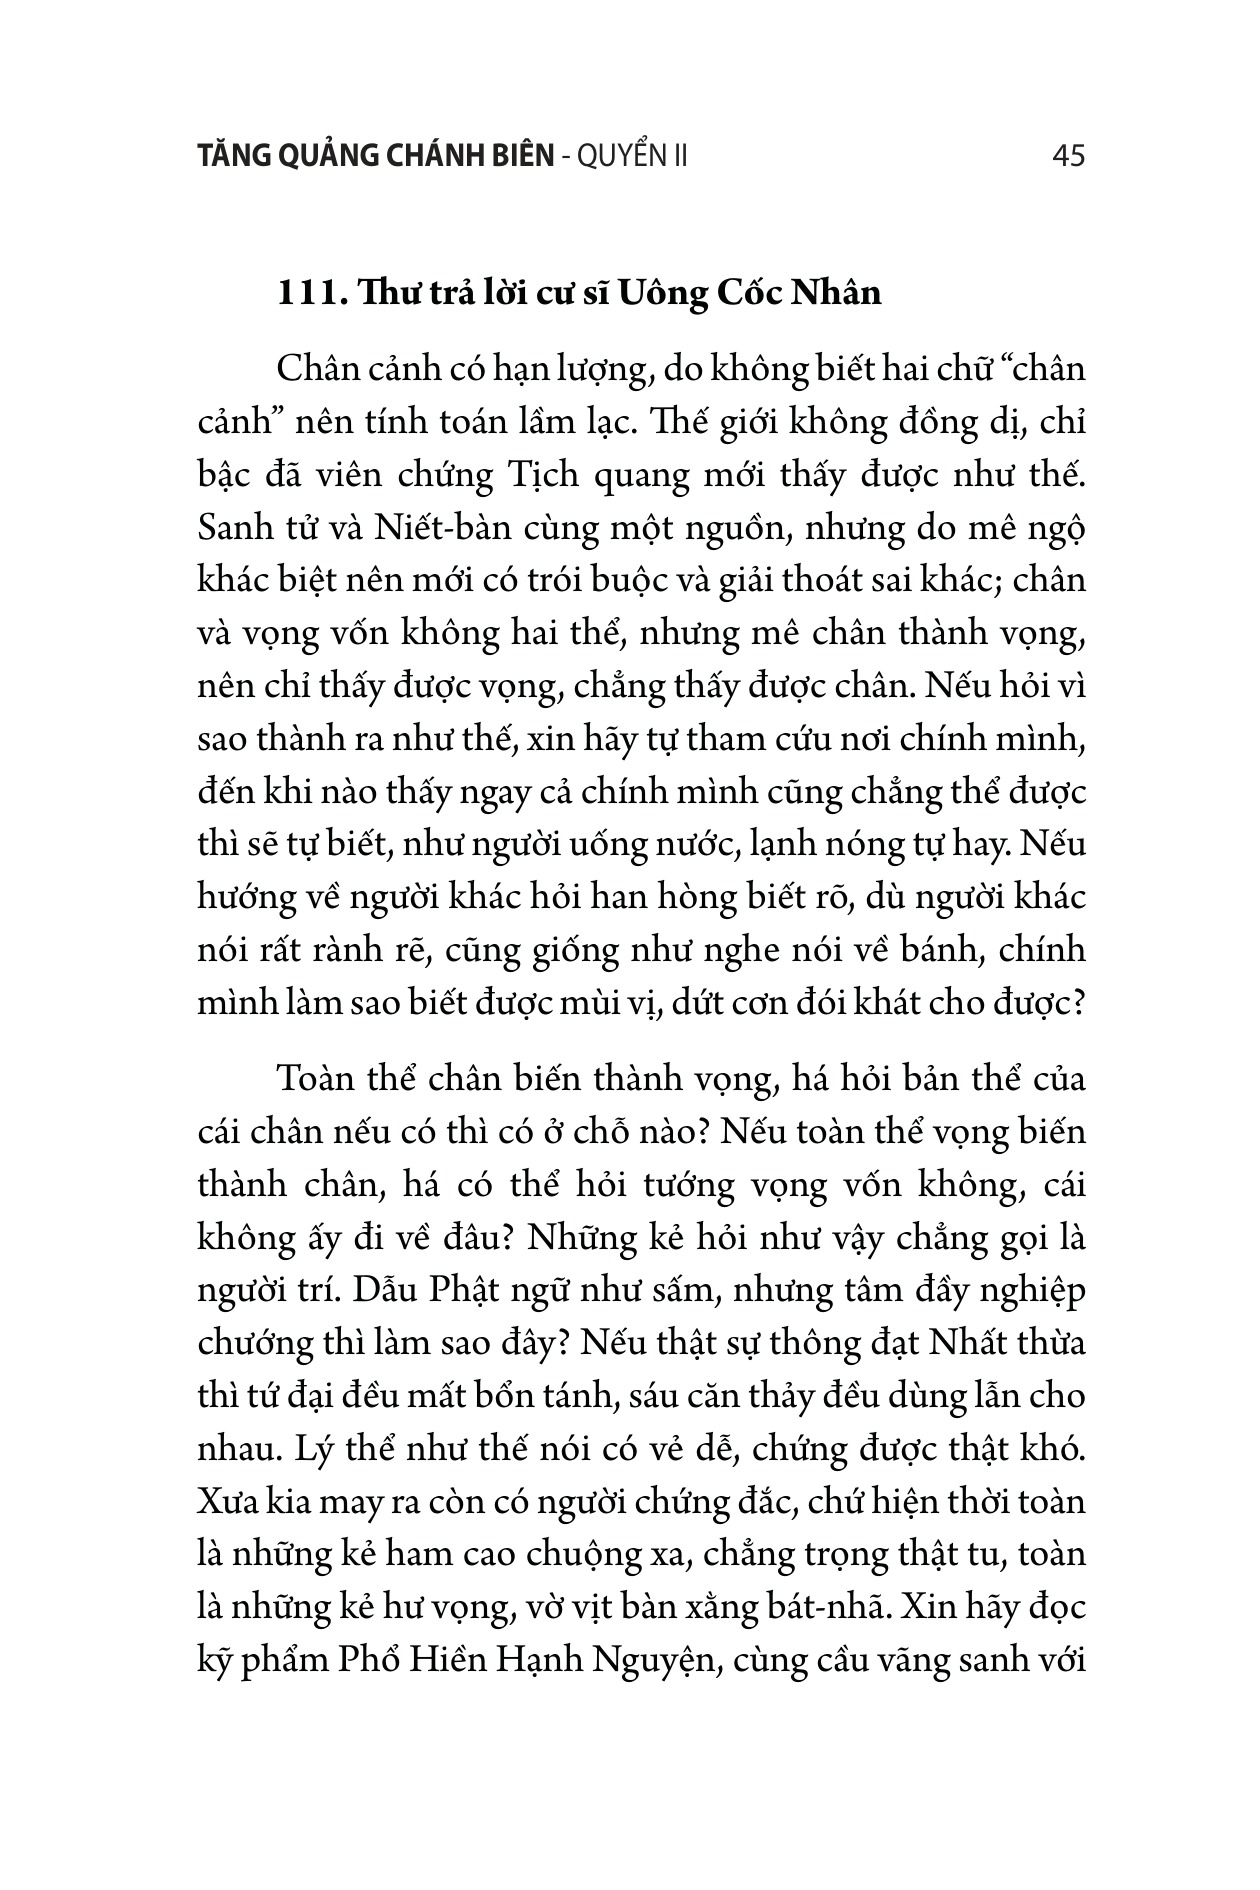 TĂNG QUẢNG CHÁNH BIÊN - QUYỂN II 45
111. Thư trả lời cư sĩ Uông Cốc Nhân
Chân cảnh có hạn lượng, do không biết hai chữ “chân
cảnh” nên tính toán lầm lạc. Thế giới không đồng dị, chỉ
bậc đã viên chứng Tịch quang mới thấy được như thế.
Sanh tử và Niết-bàn cùng một nguồn, nhưng do mê ngộ
khác biệt nên mới có trói buộc và giải thoát sai khác; chân
và vọng vốn không hai thể, nhưng mê chân thành vọng,
nên chỉ thấy được vọng, chẳng thấy được chân. Nếu hỏi vì
sao thành ra như thế, xin hãy tự tham cứu nơi chính mình,
đến khi nào thấy ngay cả chính mình cũng chẳng thể được
thì sẽ tự biết, như người uống nước, lạnh nóng tự hay. Nếu
hướng về người khác hỏi han hòng biết rõ, dù người khác
nói rất rành rẽ, cũng giống như nghe nói về bánh, chính
mình làm sao biết được mùi vị, dứt cơn đói khát cho được?
Toàn thể chân biến thành vọng, há hỏi bản thể của
cái chân nếu có thì có ở chỗ nào? Nếu toàn thể vọng biến
thành chân, há có thể hỏi tướng vọng vốn không, cái
không ấy đi về đâu? Những kẻ hỏi như vậy chẳng gọi là
người trí. Dẫu Phật ngữ như sấm, nhưng tâm đầy nghiệp
chướng thì làm sao đây? Nếu thật sự thông đạt Nhất thừa
thì tứ đại đều mất bổn tánh, sáu căn thảy đều dùng lẫn cho
nhau. Lý thể như thế nói có vẻ dễ, chứng được thật khó.
Xưa kia may ra còn có người chứng đắc, chứ hiện thời toàn
là những kẻ ham cao chuộng xa, chẳng trọng thật tu, toàn
là những kẻ hư vọng, vờ vịt bàn xằng bát-nhã. Xin hãy đọc
kỹ phẩm Phổ Hiền Hạnh Nguyện, cùng cầu vãng sanh với